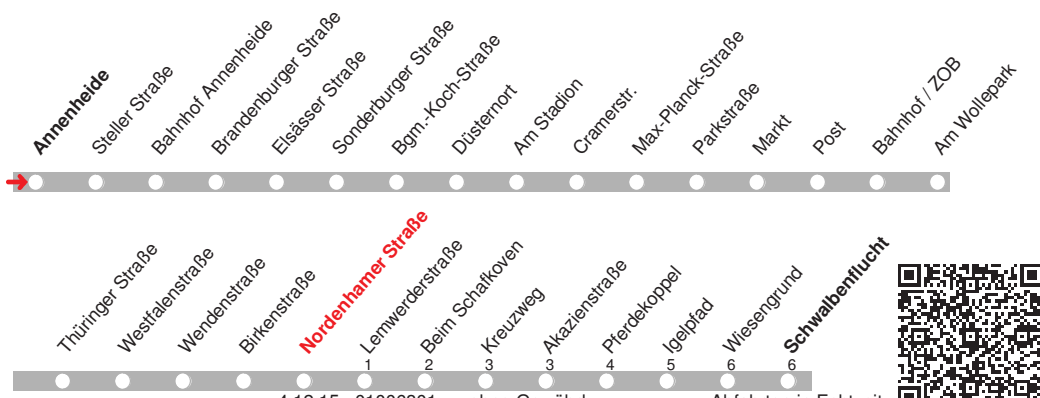 Annenheide
Steller Straße
Bahnhof Annenheide
Brandenburger Straße
Elsässer Straße
Sonderburger Straße
Bgm.-Koch-Straße
Düsternort
Am Stadion
Cramerstr.
Max-Planck-Straße
Parkstraße
Markt
Post
Bahnhof / ZOB
Am Wollepark
Thüringer Straße
Westfalenstraße
Wendenstraße
Birkenstraße
Nordenhamer Straße
Lemwerderstraße
Beim Schafkoven
Kreuzweg
Akazienstraße
Pferdekoppel
Igelpfad
Wiesengrund
Schwalbenflucht
1 2 3 3 4 5 6 6